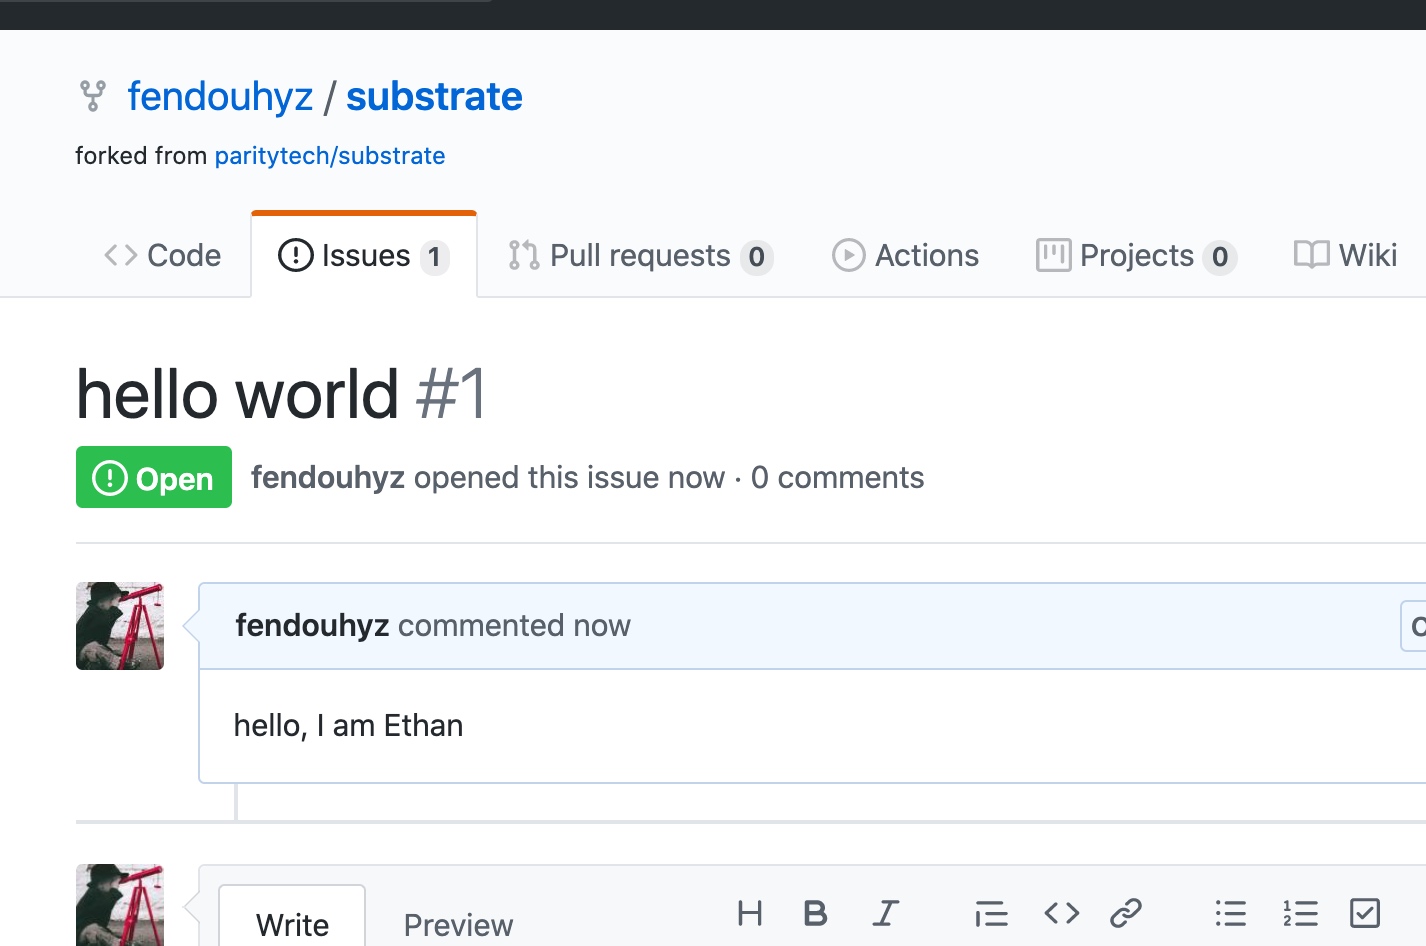 fendouhyz / substrate
forked from paritytech/substrate
Code Issues 1 Pull requests 0 Actions Projects 0 Wiki
hello world #1
Open fendouhyz opened this issue now · 0 comments
fendouhyz commented now
hello, I am Ethan
Write Preview H B I